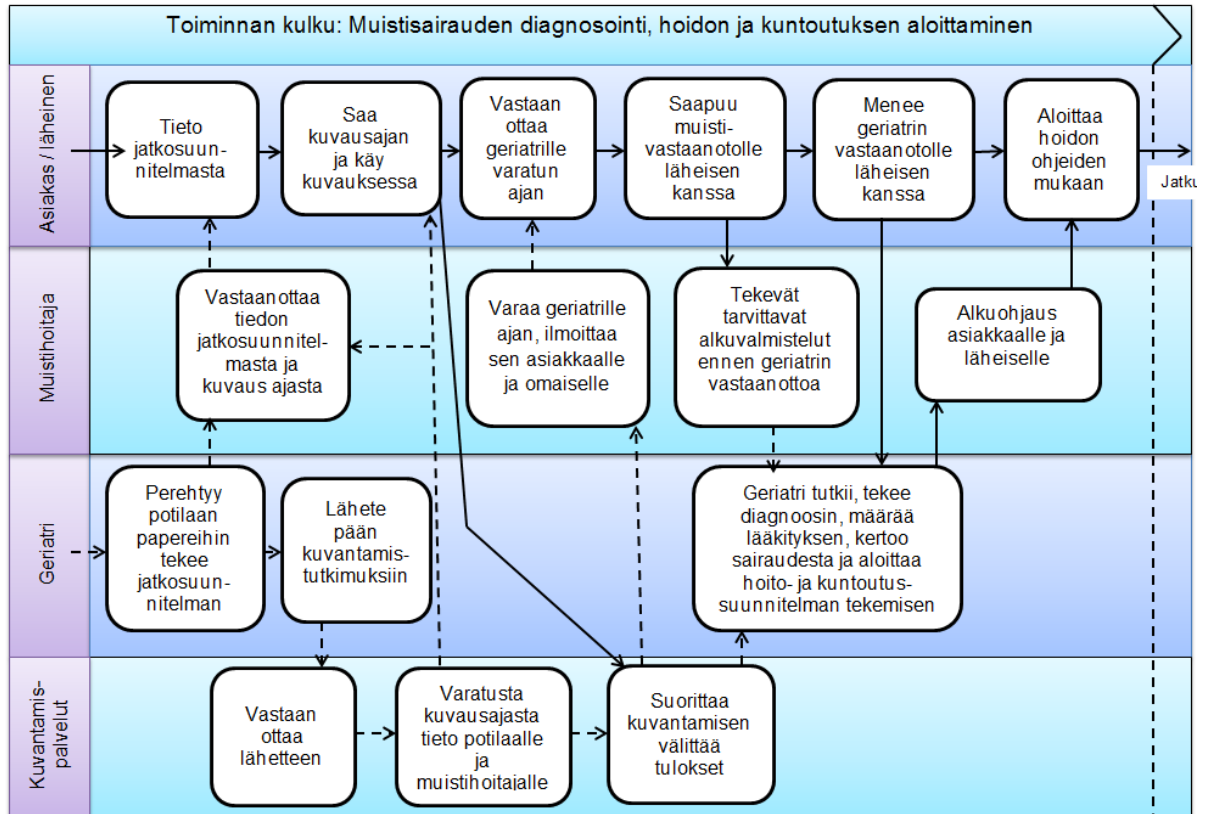 Toiminnan kulku: Muistisairauden diagnosointi, hoidon ja kuntoutuksen aloittaminen
Asiakas / läheinen
Tieto
jatkosuun-
nitelmasta
Saa
kuvausajan
ja käy
kuvauksessa
Vastaan
ottaa
geriatrille
varatun
ajan
Saapuu
muisti-
vastaanotolle
läheisen
kanssa
Menee
geriatrin
vastaanotolle
läheisen
kanssa
Aloittaa
hoidon
ohjeiden
mukaan
Jatku
Muistihoitaja
Vastaanottaa
tiedon
jatkosuunnitel-
masta ja
kuvaus ajasta
Varaa geriatrille
ajan, ilmoittaa
sen asiakkaalle
ja omaiselle
Tekevät
tarvittavat
alkuvalmistelut
ennen geriatrin
vastaanottoa
Alkuohjaus
asiakkaalle ja
läheiselle
Geriatri
Perehtyy
potilaan
papereihin
tekee
jatkosuun-
nitelman
Lähete
pään
kuvantamis-
tutkimuksiin
Geriatri tutkii, tekee
diagnoosin, määrää
lääkityksen, kertoo
sairaudesta ja aloittaa
hoito- ja kuntoutus-
suunnitelman tekemisen
Kuvantamis-
palvelut
Vastaan
ottaa
lähetteen
Varatusta
kuvausajasta
tieto potilaalle
ja
muistihoitajalle
Suorittaa
kuvantamisen
välittää
tulokset